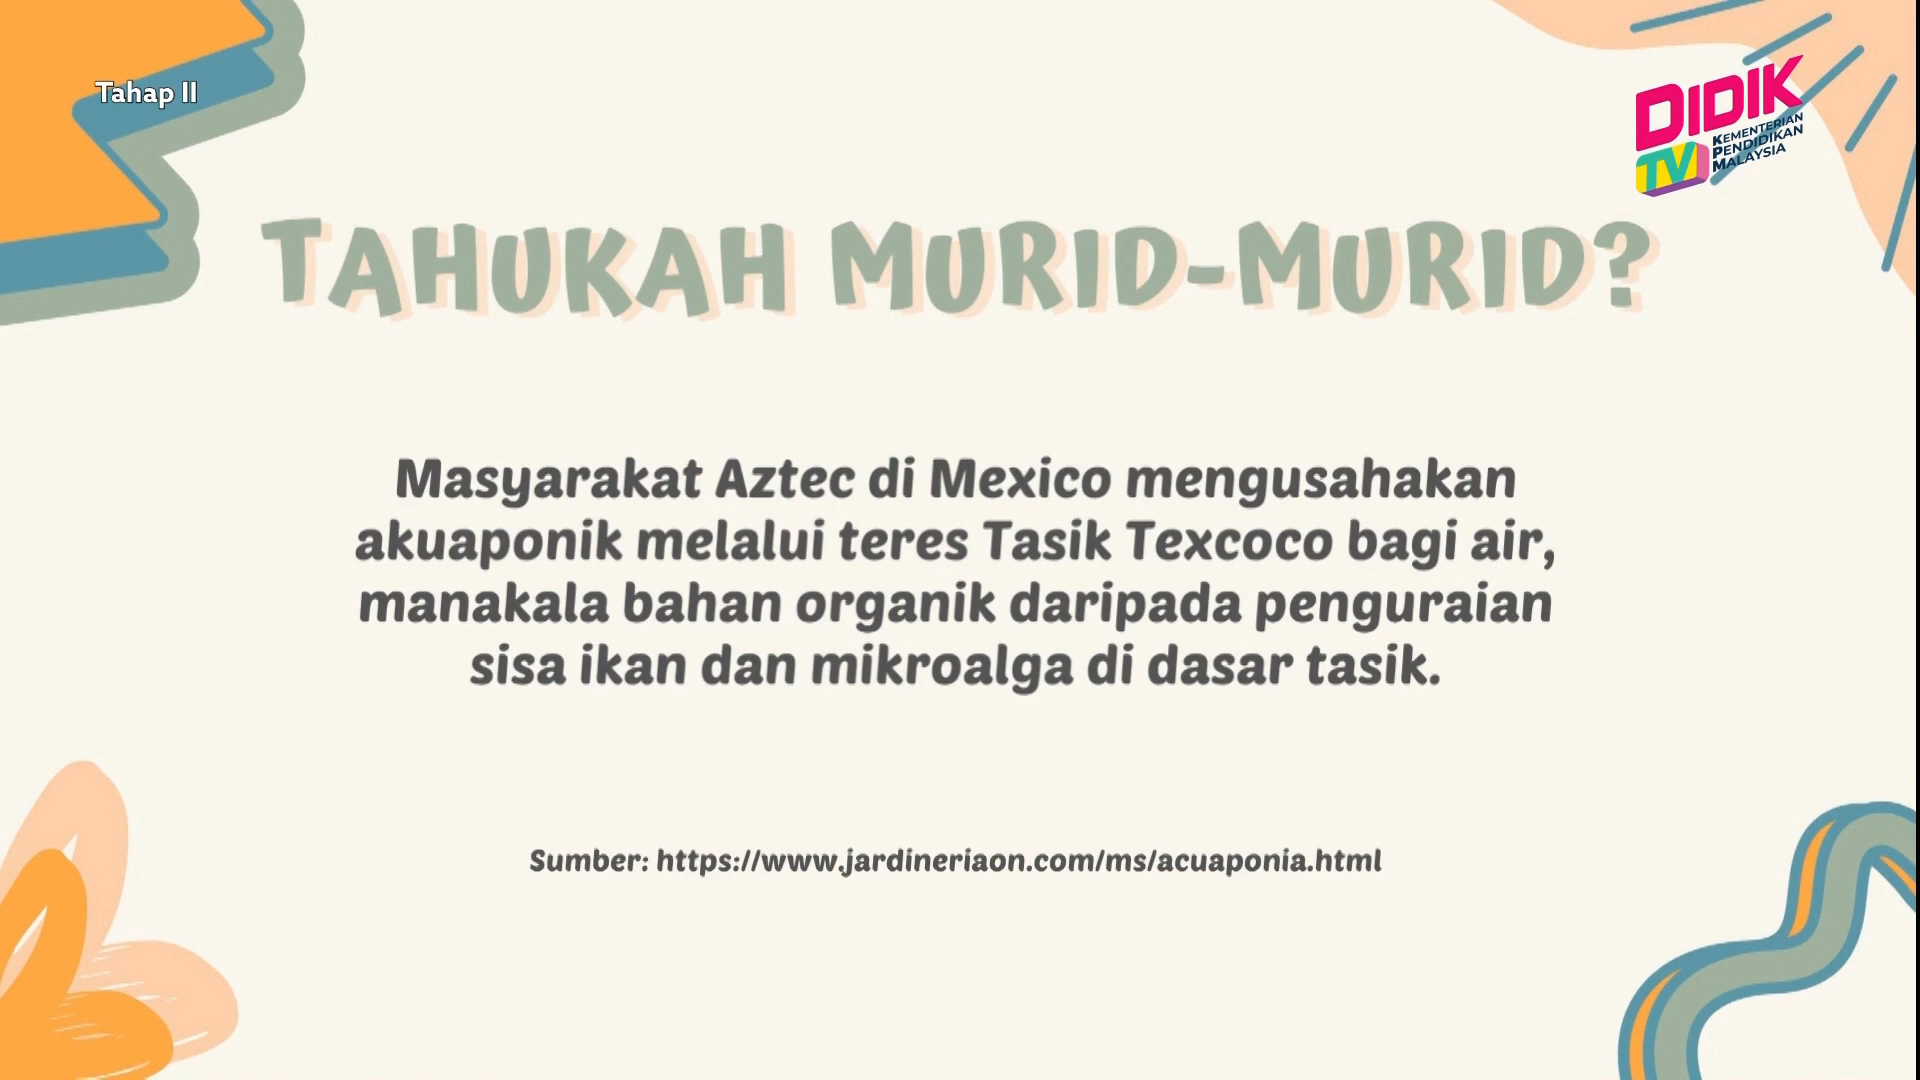 Tahap II
DIDIK
TV
KEMENTERIAN
PENDIDIKAN
MALAYSIA
TAHUKAH MURID-MURID?
Masyarakat Aztec di Mexico mengusahakan
akuaponik melalui teres Tasik Texcoco bagi air,
manakala bahan organik daripada penguraian
sisa ikan dan mikroalga di dasar tasik.
Sumber: https://www.jardineriaon.com/ms/acuaponia.html